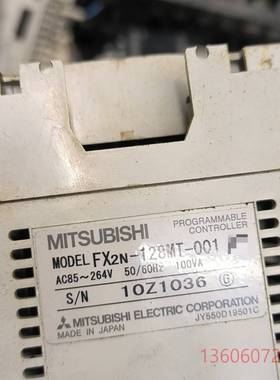 PROGRAMMABLE
CONTROLLER
MITSUBISHI
MODEL FX2N-128MT-001
AC85~264V 50/60Hz 100VA
S/N 10Z1036 G
MITSUBISHI ELECTRIC CORPORATION
MADE IN JAPAN JY550D19501C
13606072